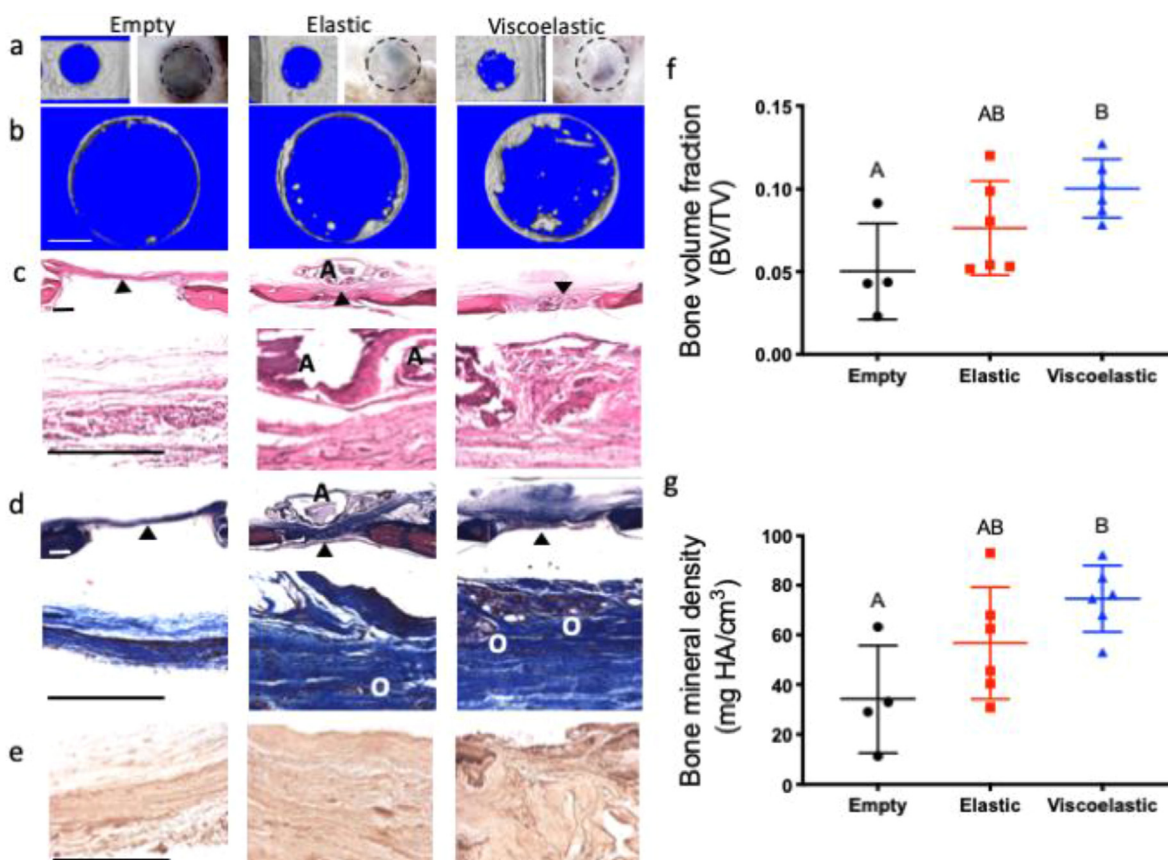 Empty Elastic Viscoelastic
a
b
c
A
A A
d
A
O
O O
e
f
Bone volume fraction
(BV/TV)
0.15
0.10
0.05
0.00
A AB B
Empty Elastic Viscoelastic
g
Bone mineral density
(mg HA/cm³)
100
80
60
40
20
0
A AB B
Empty Elastic Viscoelastic